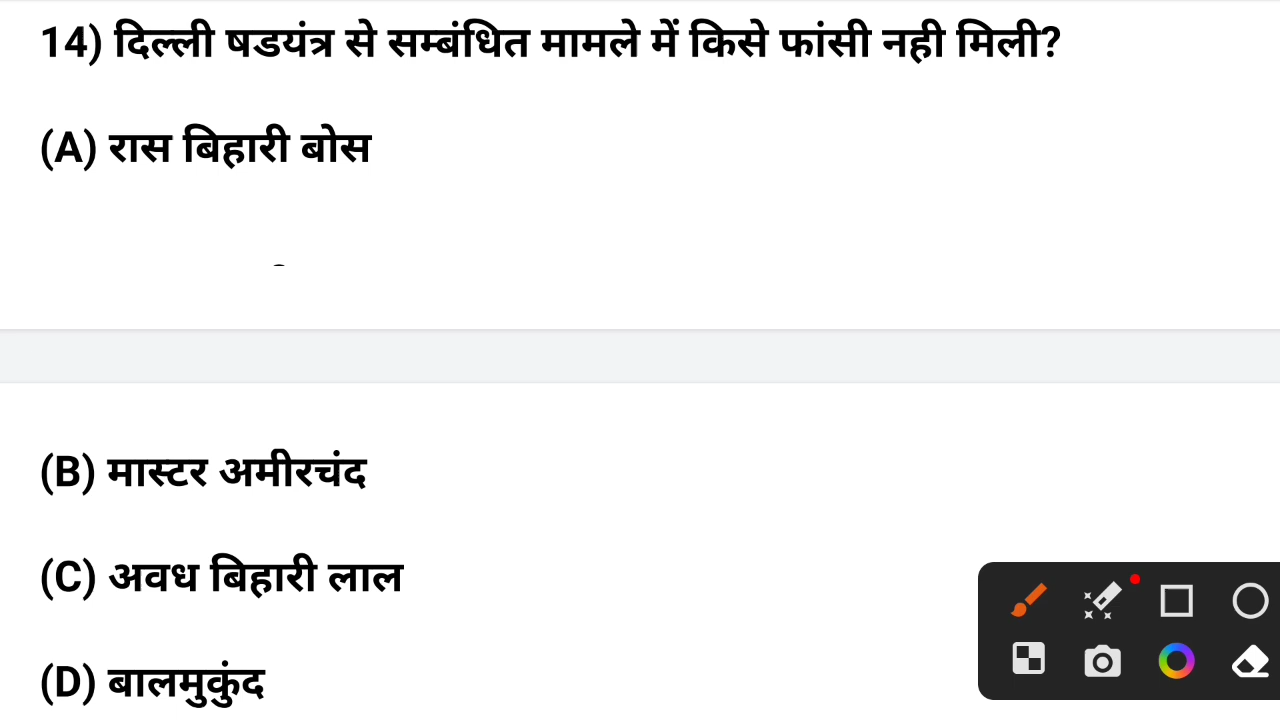 14) दिल्ली षडयंत्र से सम्बंधित मामले में किसे फांसी नही मिली?
(A) रास बिहारी बोस
(B) मास्टर अमीरचंद
(C) अवध बिहारी लाल
(D) बालमुकुंद